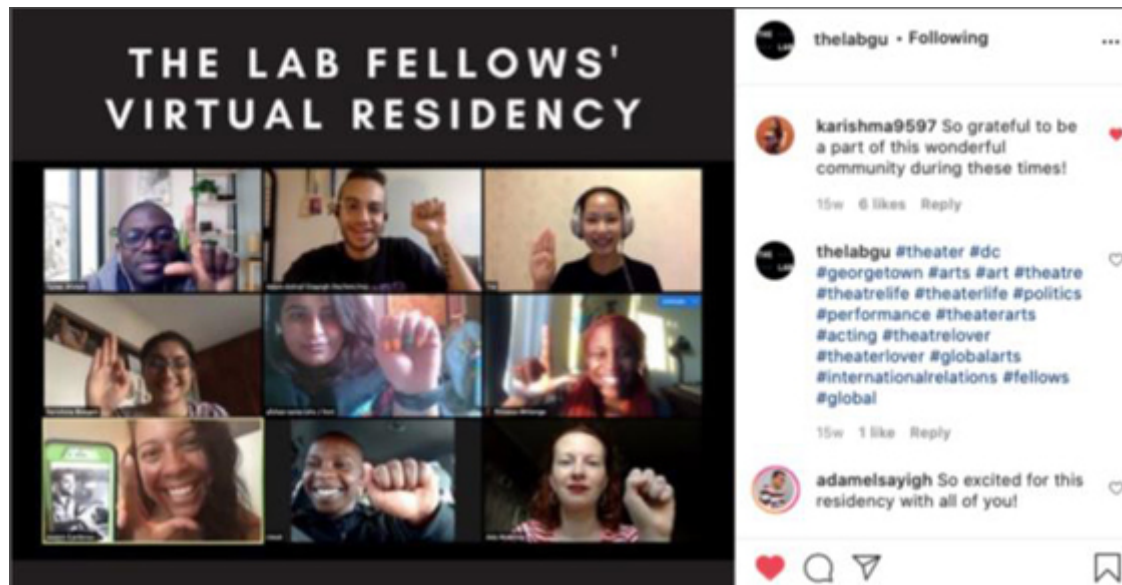 THE LAB FELLOWS'
VIRTUAL RESIDENCY
thelabgu • Following
karishma9597 So grateful to be
a part of this wonderful
community during these times!
15w 6 likes Reply
thelabgu #theater #dc
#georgetown #arts #art #theatre
#theatrelife #theaterlife #politics
#performance #theaterarts
#acting #theatrelover
#theaterlover #globalarts
#internationalrelations #fellows
#global
15w 1 like Reply
adamelsayigh So excited for this
residency with all of you!